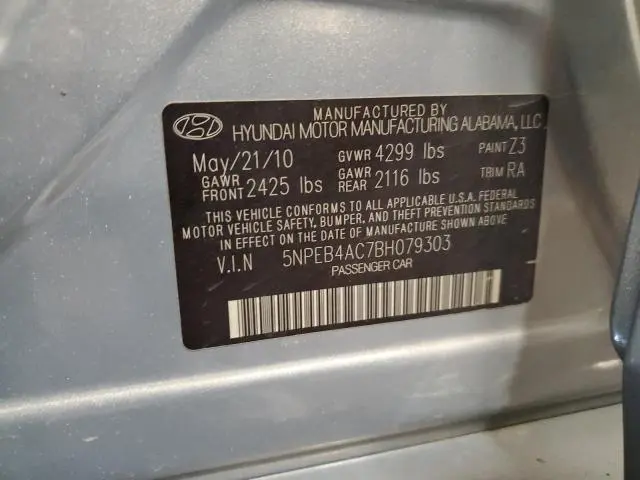 MANUFACTURED BY
HYUNDAI MOTOR MANUFACTURING ALABAMA, LLC
May/21/10 GVWR 4299 lbs PAINT Z3
GAWR FRONT 2425 lbs GAWR REAR 2116 lbs TRIM RA
THIS VEHICLE CONFORMS TO ALL APPLICABLE U.S.A. FEDERAL
MOTOR VEHICLE SAFETY, BUMPER, AND THEFT PREVENTION STANDARDS
IN EFFECT ON THE DATE OF MANUFACTURE SHOWN ABOVE.
V.I.N 5NPEB4AC7BH079303
PASSENGER CAR